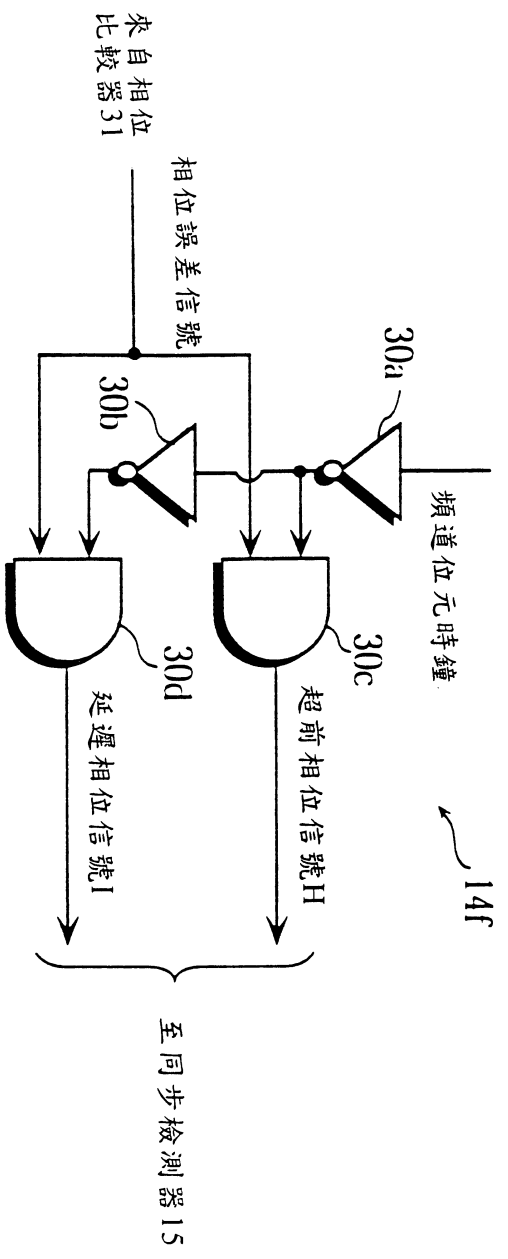 14f
頻道位元時鐘
30a
30c
超前相位信號H
相位誤差信號
來自相位
比較器31
30b
30d
延遲相位信號I
至同步檢測器15